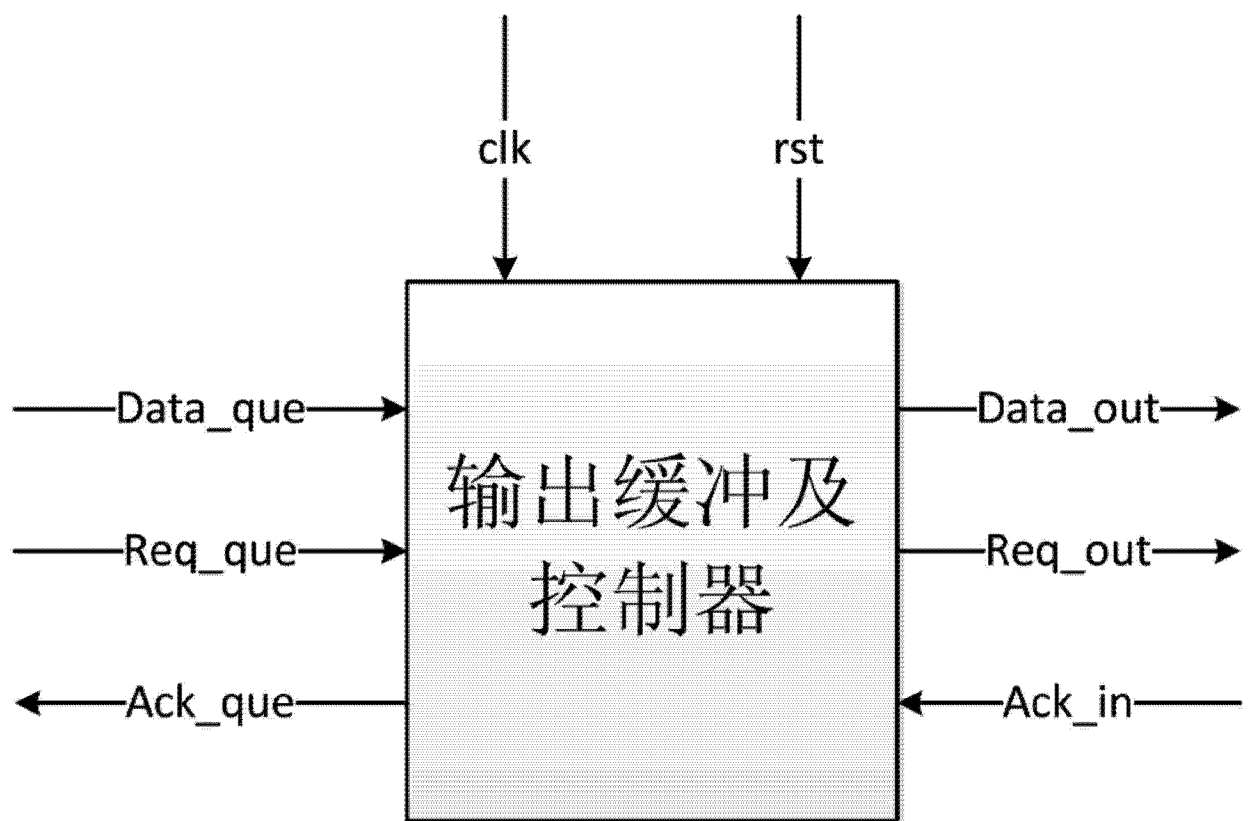 clk
rst
Data_que
Data_out
输出缓冲及
控制器
Req_que
Req_out
Ack_que
Ack_in